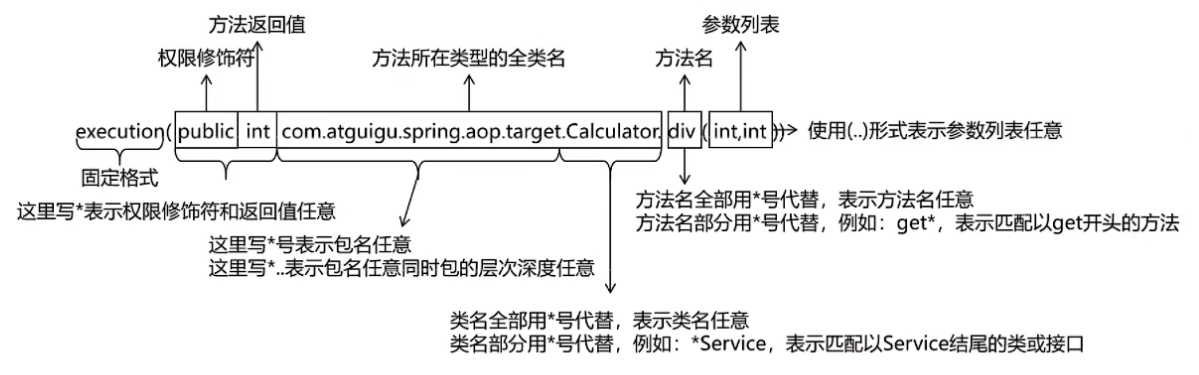 方法返回值
参数列表
权限修饰符
方法所在类型的全类名
方法名
execution(public int com.atguigu.spring.aop.target.Calculator.div(int,int))
使用(..)形式表示参数列表任意
固定格式
这里写*表示权限修饰符和返回值任意
方法名全部用*号代替，表示方法名任意
方法名部分用*号代替，例如：get*，表示匹配以get开头的方法
这里写*号表示包名任意
这里写*..表示包名任意同时包的层次深度任意
类名全部用*号代替，表示类名任意
类名部分用*号代替，例如：*Service，表示匹配以Service结尾的类或接口